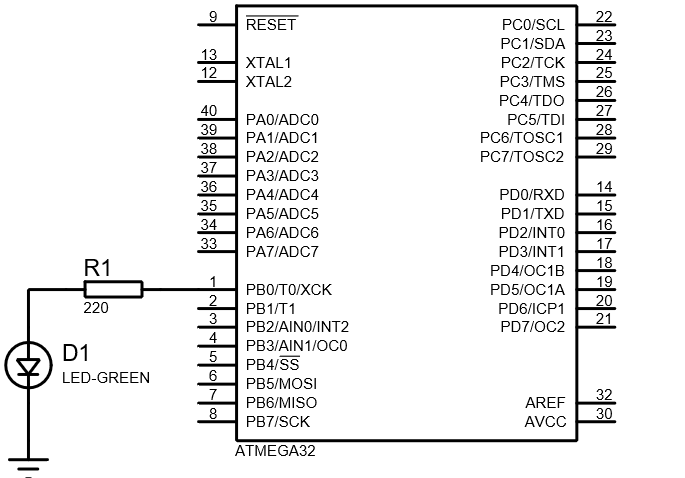 9 RESET PC0/SCL 22
PC1/SDA 23
13 XTAL1 PC2/TCK 24
12 XTAL2 PC3/TMS 25
PC4/TDO 26
40 PA0/ADC0 PC5/TDI 27
39 PA1/ADC1 PC6/TOSC1 28
38 PA2/ADC2 PC7/TOSC2 29
37 PA3/ADC3
36 PA4/ADC4 PD0/RXD 14
35 PA5/ADC5 PD1/TXD 15
34 PA6/ADC6 PD2/INT0 16
33 PA7/ADC7 PD3/INT1 17
PD4/OC1B 18
R1
1 PB0/T0/XCK PD5/OC1A 19
220
2 PB1/T1 PD6/ICP1 20
3 PB2/AIN0/INT2 PD7/OC2 21
4 PB3/AIN1/OC0
D1
5 PB4/SS
LED-GREEN
6 PB5/MOSI
7 PB6/MISO AREF 32
8 PB7/SCK AVCC 30
ATMEGA32